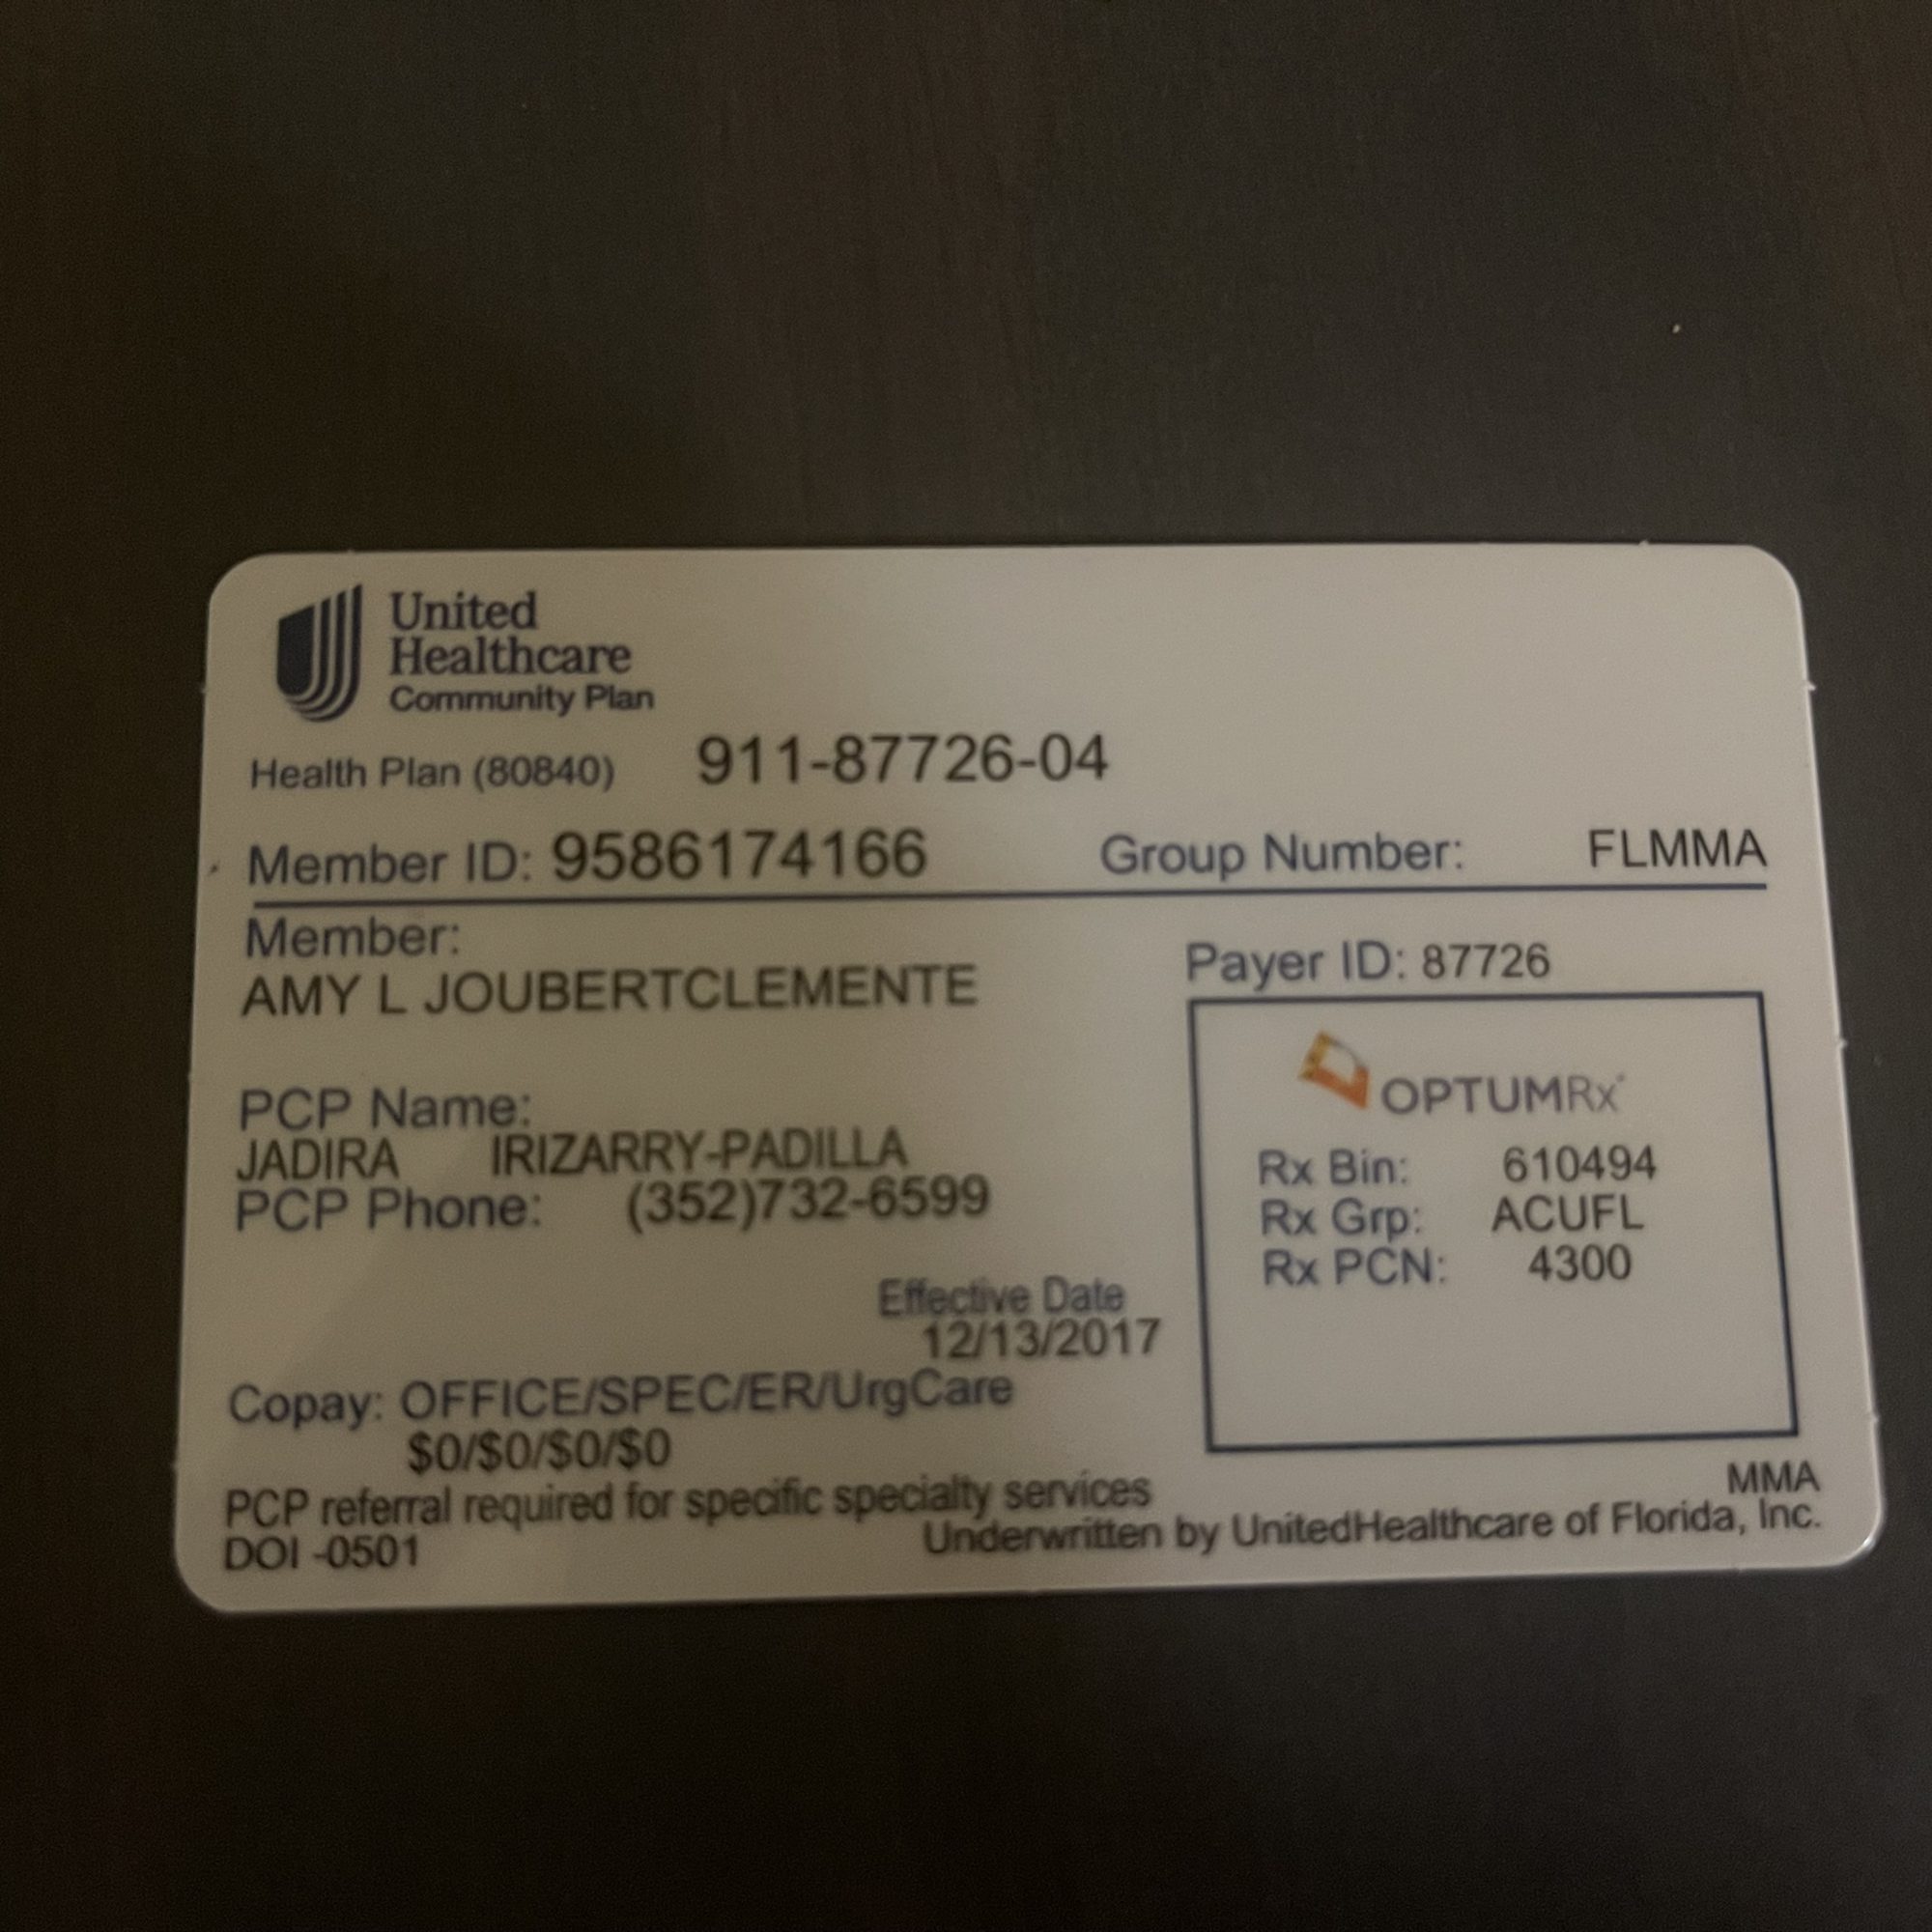 United
Healthcare
Community Plan
Health Plan (80840) 911-87726-04
Member ID: 9586174166 Group Number: FLMMA
Member:
AMY L JOUBERTCLEMENTE
Payer ID: 87726
PCP Name:
JADIRA IRIZARRY-PADILLA
PCP Phone: (352)732-6599
OPTUMRx
Rx Bin: 610494
Rx Grp: ACUFL
Rx PCN: 4300
Effective Date
12/13/2017
Copay: OFFICE/SPEC/ER/UrgCare
$0/$0/$0/$0
PCP referral required for specific specialty services
MMA
DOI -0501 Underwritten by UnitedHealthcare of Florida, Inc.